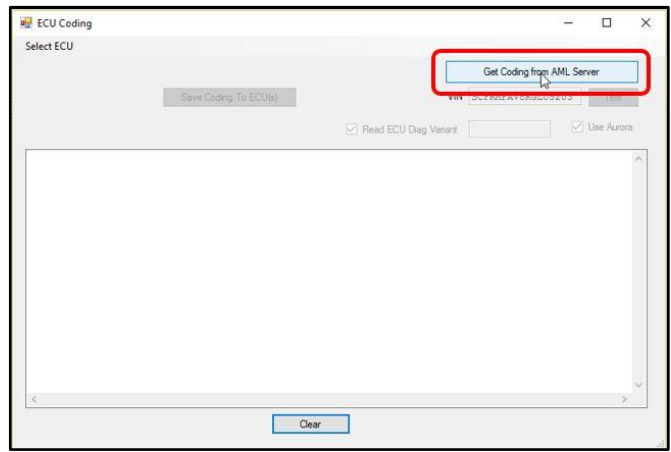 ECU Coding
Select ECU
Get Coding from AML Server
Save Coding To ECU(s)
VIN
Test
Read ECU Diag Variant
Use Aurora
Clear